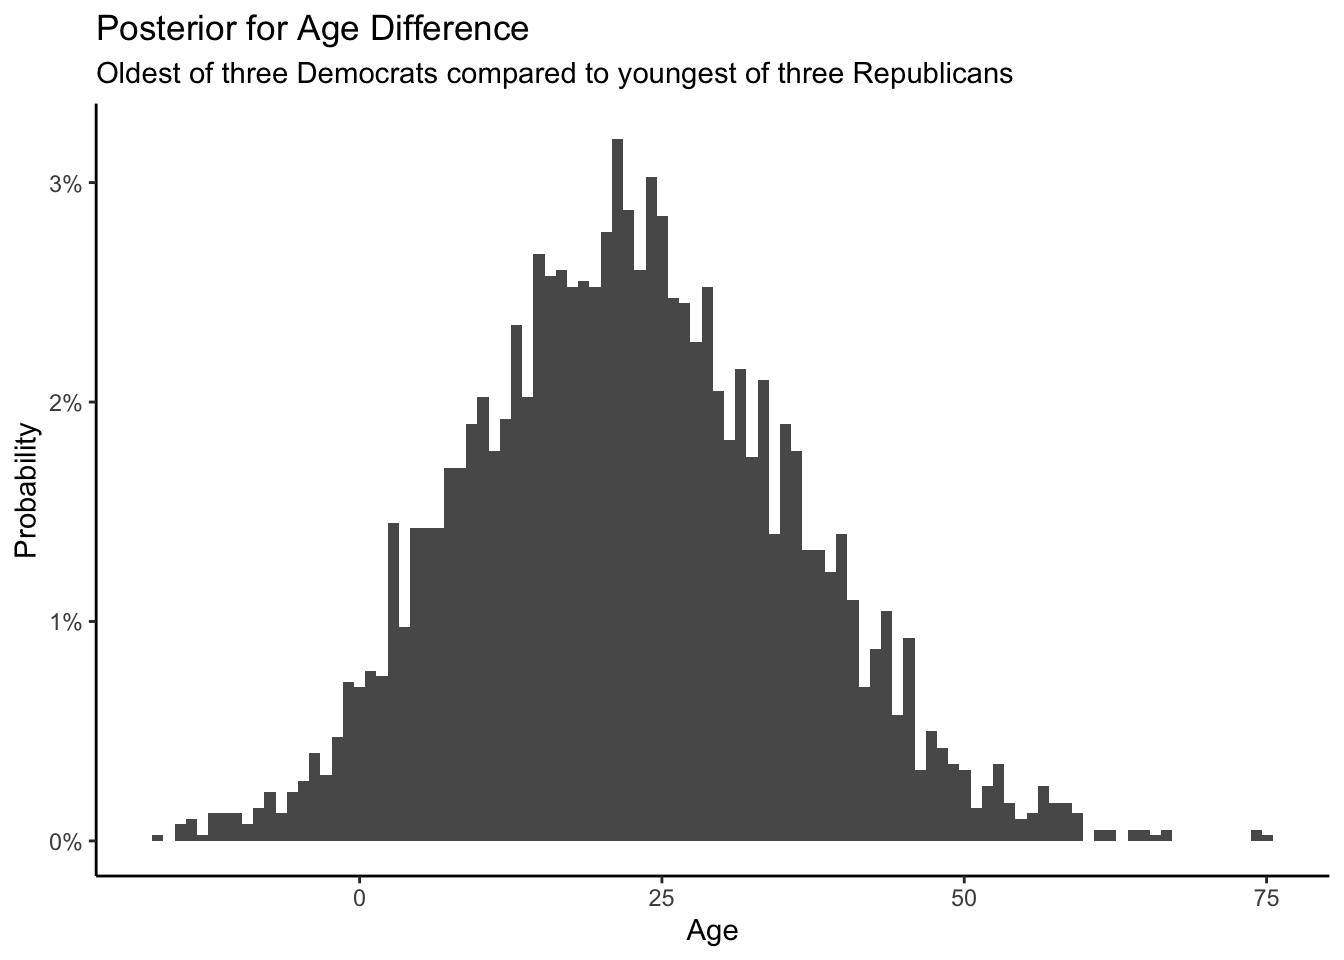 Posterior for Age Difference
Oldest of three Democrats compared to youngest of three Republicans
3%
2%
1%
0%
Probability
0
25
50
75
Age